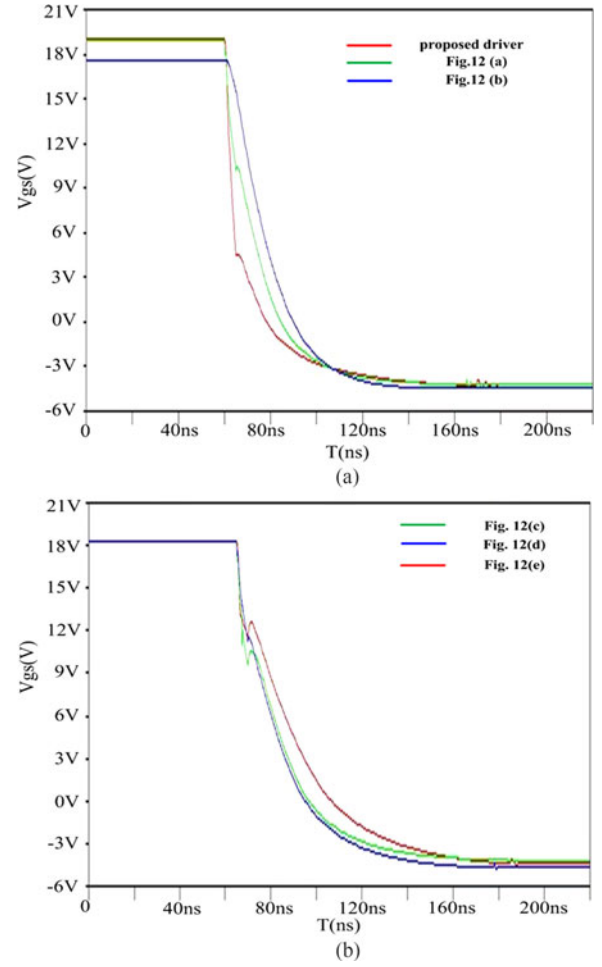 21V
18V
15V
12V
9V
6V
3V
0V
-3V
-6V
Vgs(V)
proposed driver
Fig.12 (a)
Fig.12 (b)
0 40ns 80ns 120ns 160ns 200ns
T(ns)
(a)
21V
18V
15V
12V
9V
6V
3V
0V
-3V
-6V
Vgs(V)
Fig. 12(c)
Fig. 12(d)
Fig. 12(e)
0 40ns 80ns 120ns 160ns 200ns
T(ns)
(b)